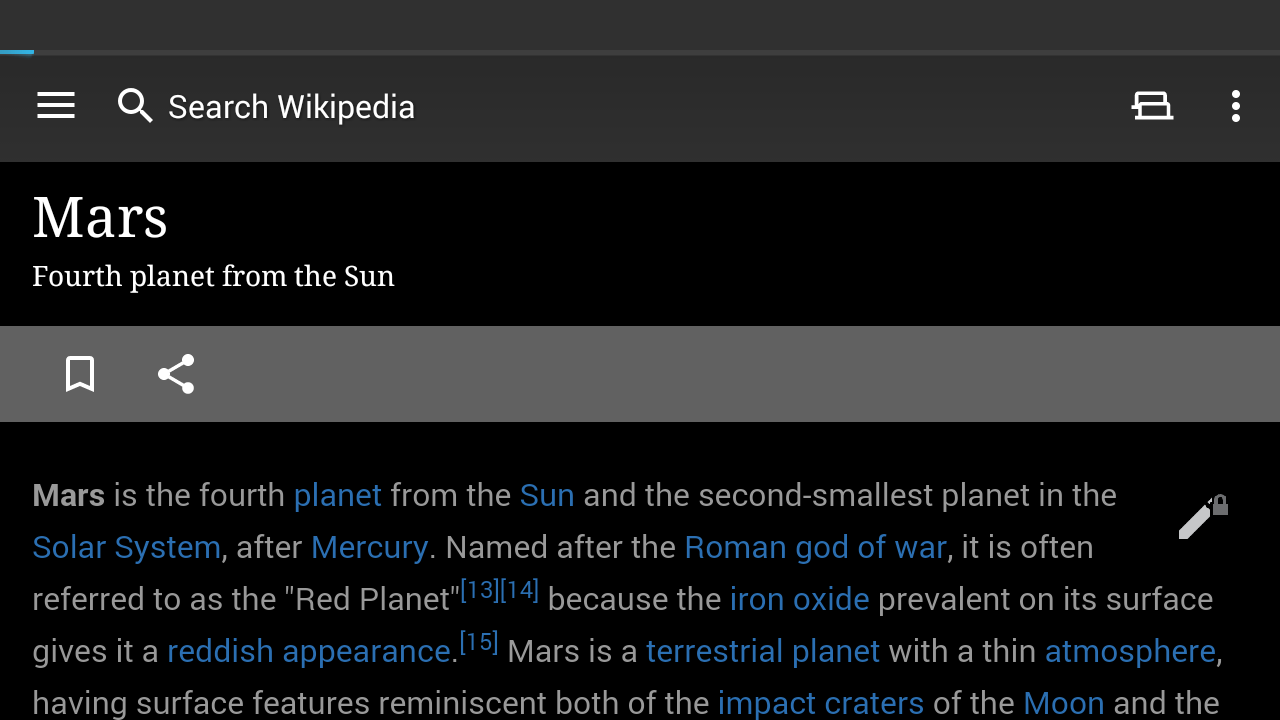 Search Wikipedia
Mars
Fourth planet from the Sun
Mars is the fourth planet from the Sun and the second-smallest planet in the
Solar System, after Mercury. Named after the Roman god of war, it is often
referred to as the "Red Planet"[13][14] because the iron oxide prevalent on its surface
gives it a reddish appearance.[15] Mars is a terrestrial planet with a thin atmosphere,
having surface features reminiscent both of the impact craters of the Moon and the